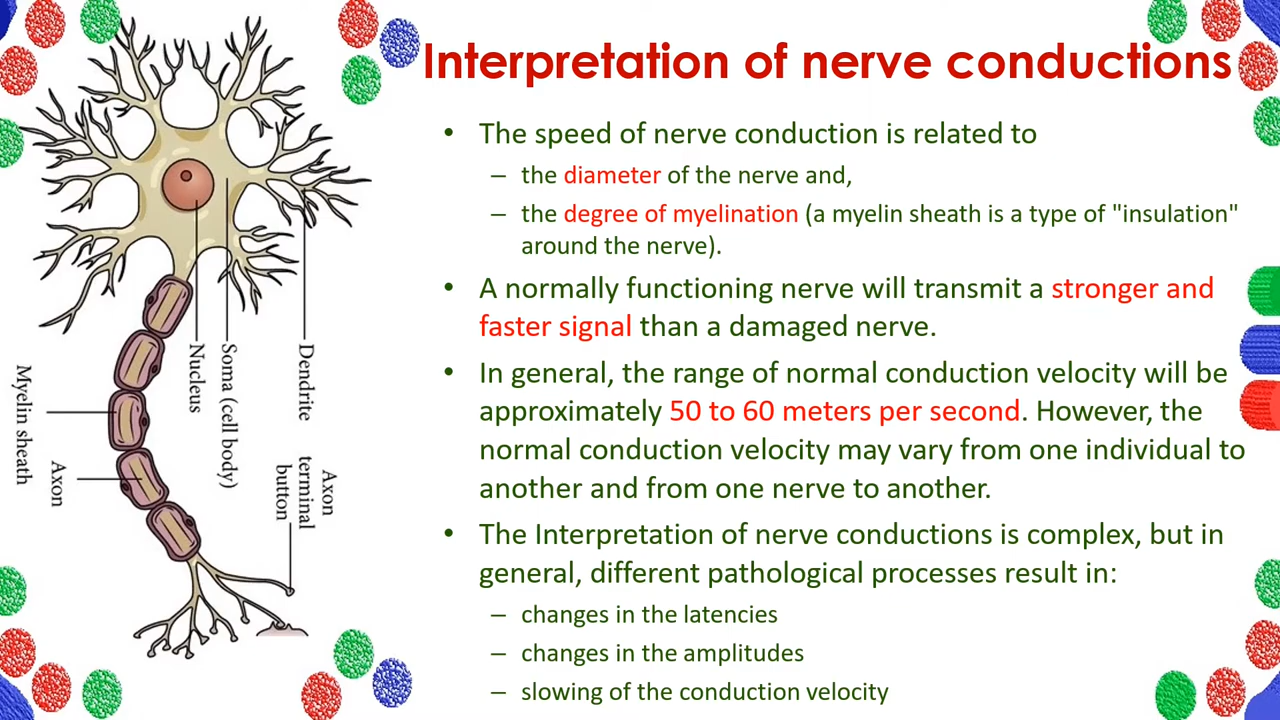 Interpretation of nerve conductions
• The speed of nerve conduction is related to
– the diameter of the nerve and,
– the degree of myelination (a myelin sheath is a type of "insulation"
around the nerve).
• A normally functioning nerve will transmit a stronger and
faster signal than a damaged nerve.
• In general, the range of normal conduction velocity will be
approximately 50 to 60 meters per second. However, the
normal conduction velocity may vary from one individual to
another and from one nerve to another.
• The Interpretation of nerve conductions is complex, but in
general, different pathological processes result in:
– changes in the latencies
– changes in the amplitudes
– slowing of the conduction velocity
Dendrite
Soma (cell body)
Nucleus
Myelin sheath
Axon
Axon
terminal
button